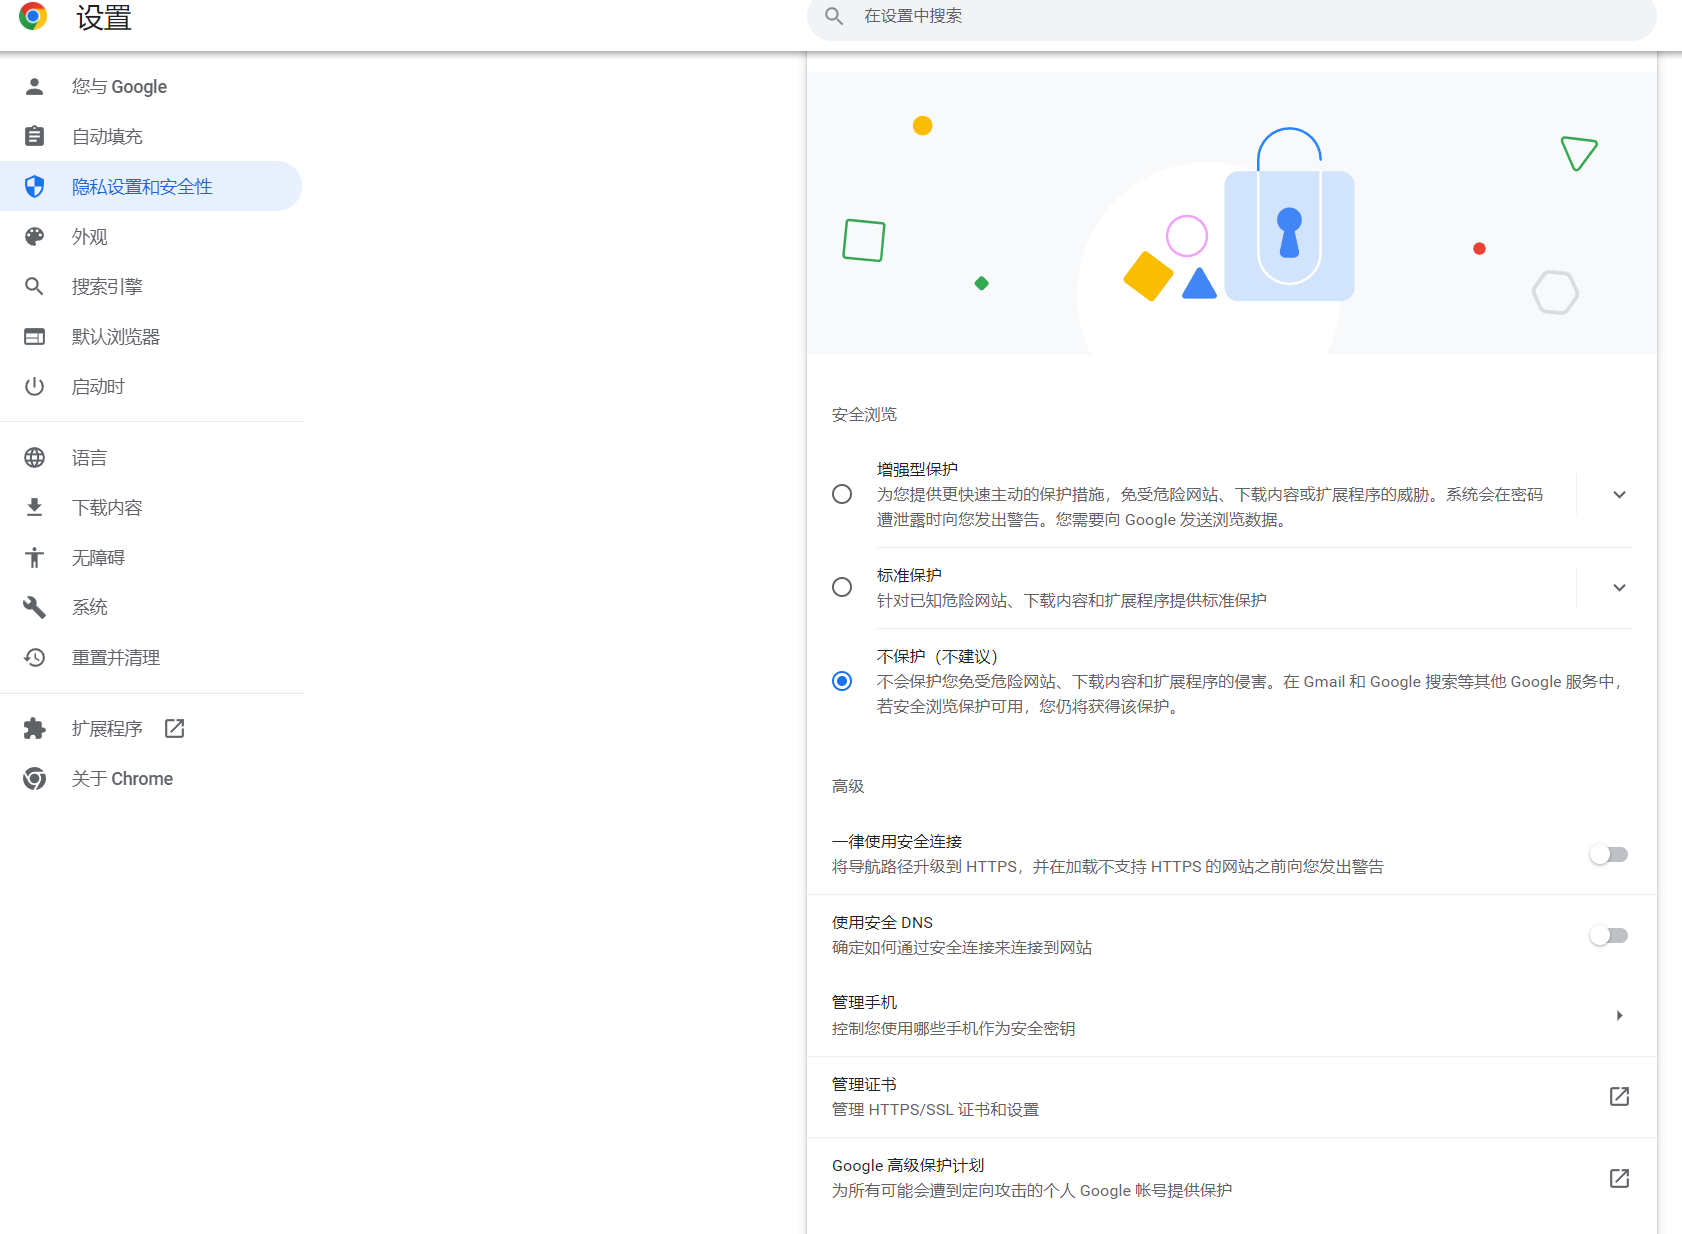 设置
在设置中搜索
您与 Google
自动填充
隐私设置和安全性
外观
搜索引擎
默认浏览器
启动时
语言
下载内容
无障碍
系统
重置并清理
扩展程序
关于 Chrome
安全浏览
增强型保护
为您提供更快速主动的保护措施，免受危险网站、下载内容或扩展程序的威胁。系统会在密码
遭泄露时向您发出警告。您需要向 Google 发送浏览数据。
标准保护
针对已知危险网站、下载内容和扩展程序提供标准保护
不保护（不建议）
不会保护您免受危险网站、下载内容和扩展程序的侵害。在 Gmail 和 Google 搜索等其他 Google 服务中，
若安全浏览保护可用，您仍将获得该保护。
高级
一律使用安全连接
将导航路径升级到 HTTPS，并在加载不支持 HTTPS 的网站之前向您发出警告
使用安全 DNS
确定如何通过安全连接来连接到网站
管理手机
控制您使用哪些手机作为安全密钥
管理证书
管理 HTTPS/SSL 证书和设置
Google 高级保护计划
为所有可能会遭到定向攻击的个人 Google 帐号提供保护